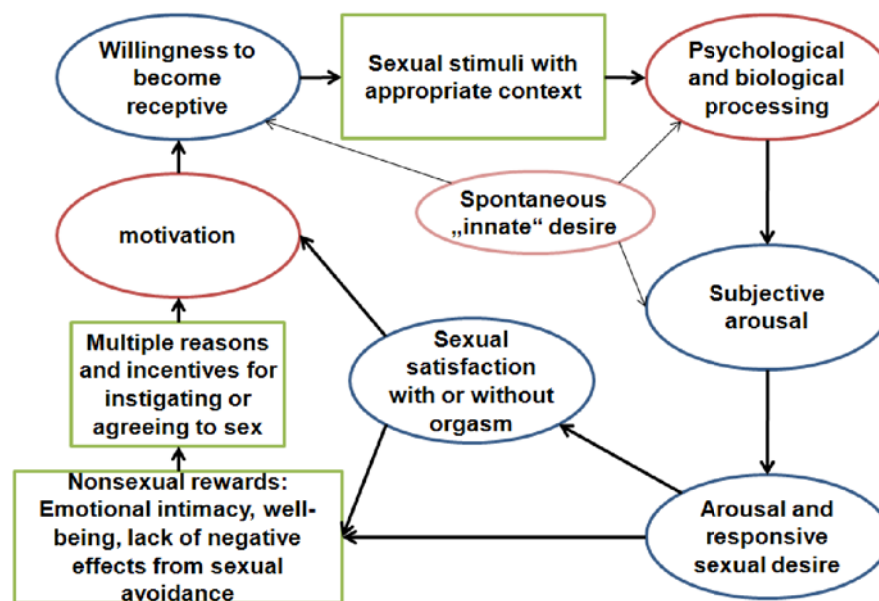 Willingness to
become
receptive
Sexual stimuli with
appropriate context
Psychological
and biological
processing
Spontaneous
„innate“ desire
motivation
Subjective
arousal
Multiple reasons
and incentives for
instigating or
agreeing to sex
Sexual
satisfaction
with or without
orgasm
Nonsexual rewards:
Emotional intimacy, well-
being, lack of negative
effects from sexual
avoidance
Arousal and
responsive
sexual desire